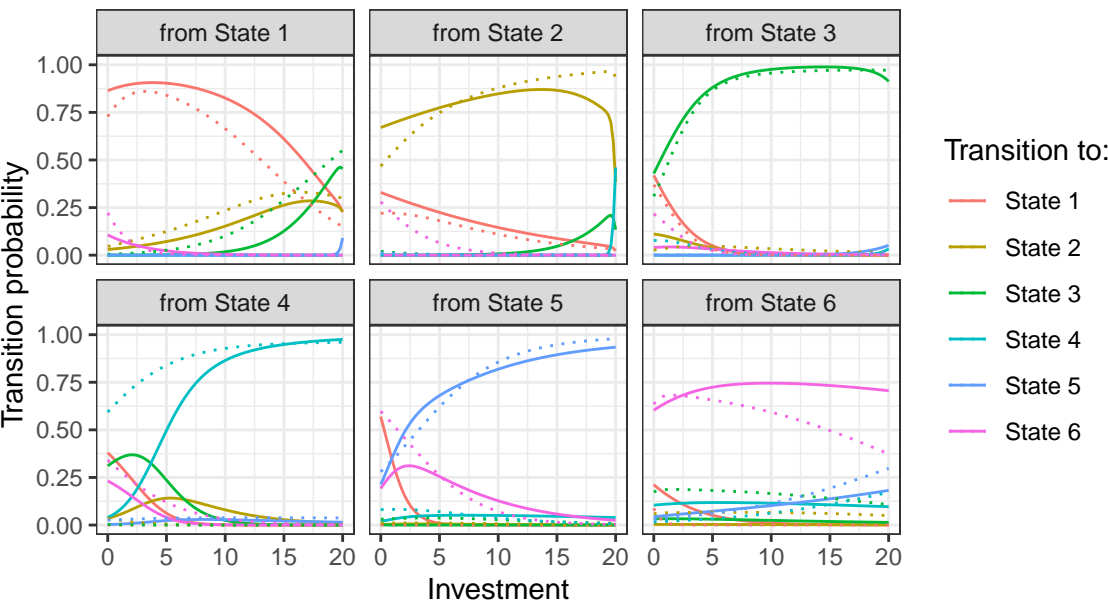 from State 1
from State 2
from State 3
1.00
0.75
0.50
0.25
0.00
from State 4
from State 5
from State 6
1.00
0.75
0.50
0.25
0.00
0 5 10 15 20
0 5 10 15 20
0 5 10 15 20
Investment
Transition probability
Transition to:
State 1
State 2
State 3
State 4
State 5
State 6